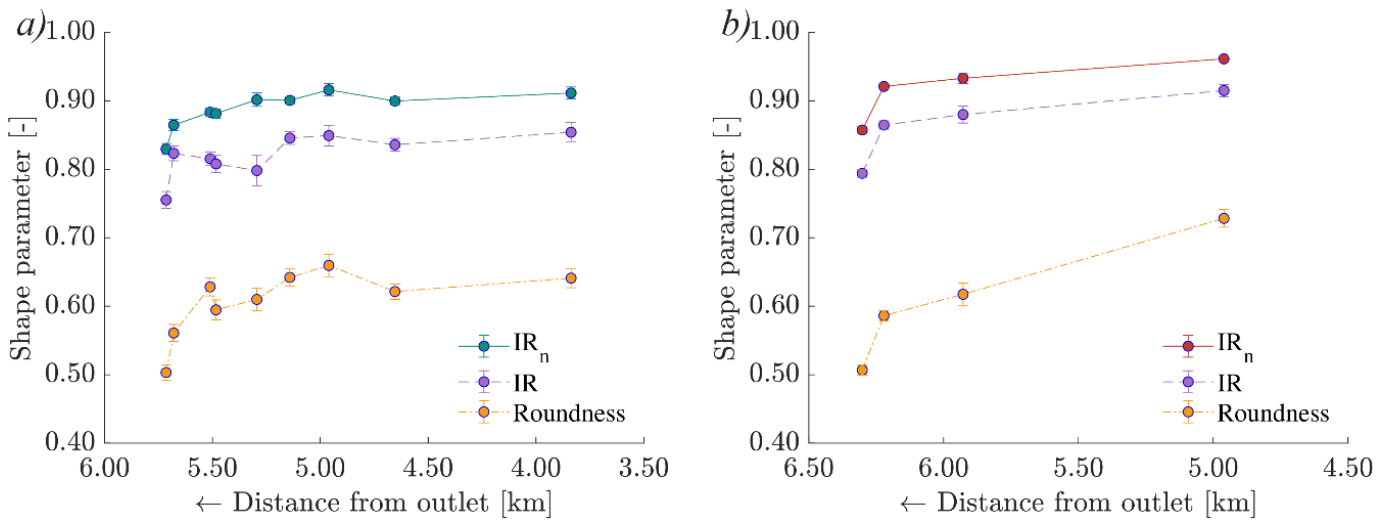 a)
1.00
0.90
0.80
0.70
0.60
0.50
0.40
Shape parameter [-]
IRn
IR
Roundness
6.00 5.50 5.00 4.50 4.00 3.50
← Distance from outlet [km]
b)
1.00
0.90
0.80
0.70
0.60
0.50
0.40
Shape parameter [-]
IRn
IR
Roundness
6.50 6.00 5.50 5.00 4.50
← Distance from outlet [km]